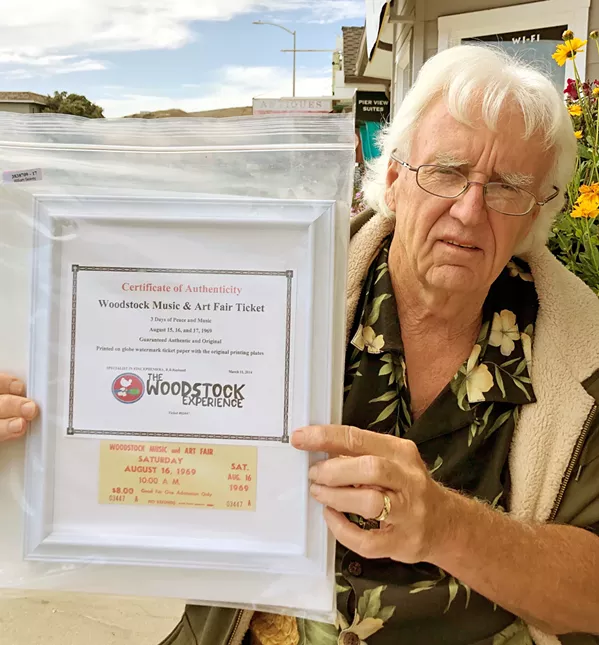 WI-FI
ANTIQUES
PIER VIEW
SUITES
Certificate of Authenticity
Woodstock Music & Art Fair Ticket
3 Days of Peace and Music
August 15, 16, and 17, 1969
Guaranteed Authentic and Original
Printed on globe watermark ticket paper with the original printing plates
THE
WOODSTOCK
EXPERIENCE
WOODSTOCK MUSIC and ART FAIR
SATURDAY
AUGUST 16, 1969
10:00 A. M.
$8.00 Good For One Admission Only
03447 A
SAT.
AUG. 16
1969
03447 A